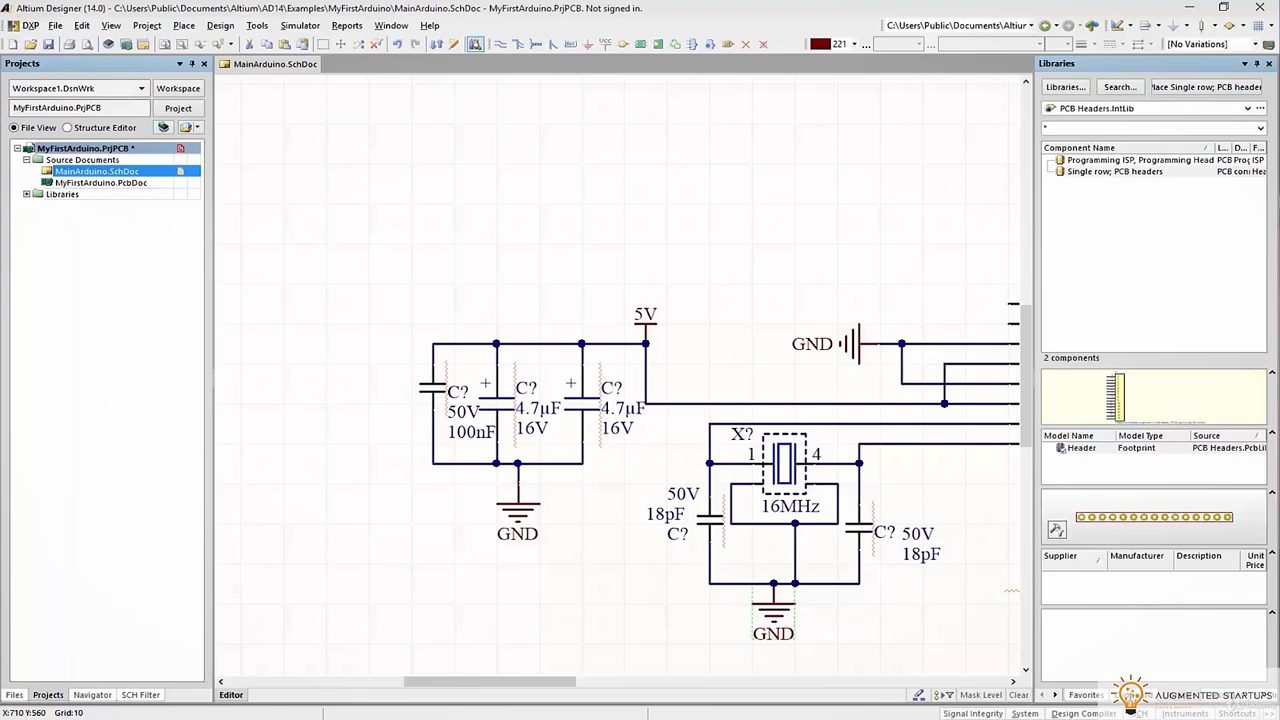 Altium Designer (14.0) - C:\Users\Public\Documents\Altium\AD14\Examples\MyFirstArduino\MainArduino.SchDoc - MyFirstArduino.PrjPCB. Not signed in.
DXP File Edit View Project Place Design Tools Simulator Reports Window Help
C:\Users\Public\Documents\Altiur
221
[No Variations]
Projects
MainArduino.SchDoc
Libraries
Workspace1.DsnWrk
Workspace
Libraries...
Search...
lace Single row; PCB header
MyFirstArduino.PrjPCB
Project
PCB Headers.IntLib
File View
Structure Editor
*
MyFirstArduino.PrjPCB *
Source Documents
MainArduino.SchDoc
MyFirstArduino.PcbDoc
Libraries
Component Name
L...
D...
F...
Programming ISP, Programming Head
Single row; PCB headers
2 components
Model Name
Model Type
Source
Header
Footprint
PCB Headers.PcbLi
Supplier
Manufacturer
Description
Unit Price
5V
GND
+
C?
50V
100nF
C?
4.7µF
16V
+
C?
4.7µF
16V
GND
X?
1
4
16MHz
50V
18pF
C?
C?
50V
18pF
GND
Files
Projects
Navigator
SCH Filter
Editor
Mask Level
Clear
Favorites
AUGMENTED STARTUPS
X:710 Y:560
Grid:10
Signal Integrity
System
Design Compiler
Instruments
Shortcuts
>>